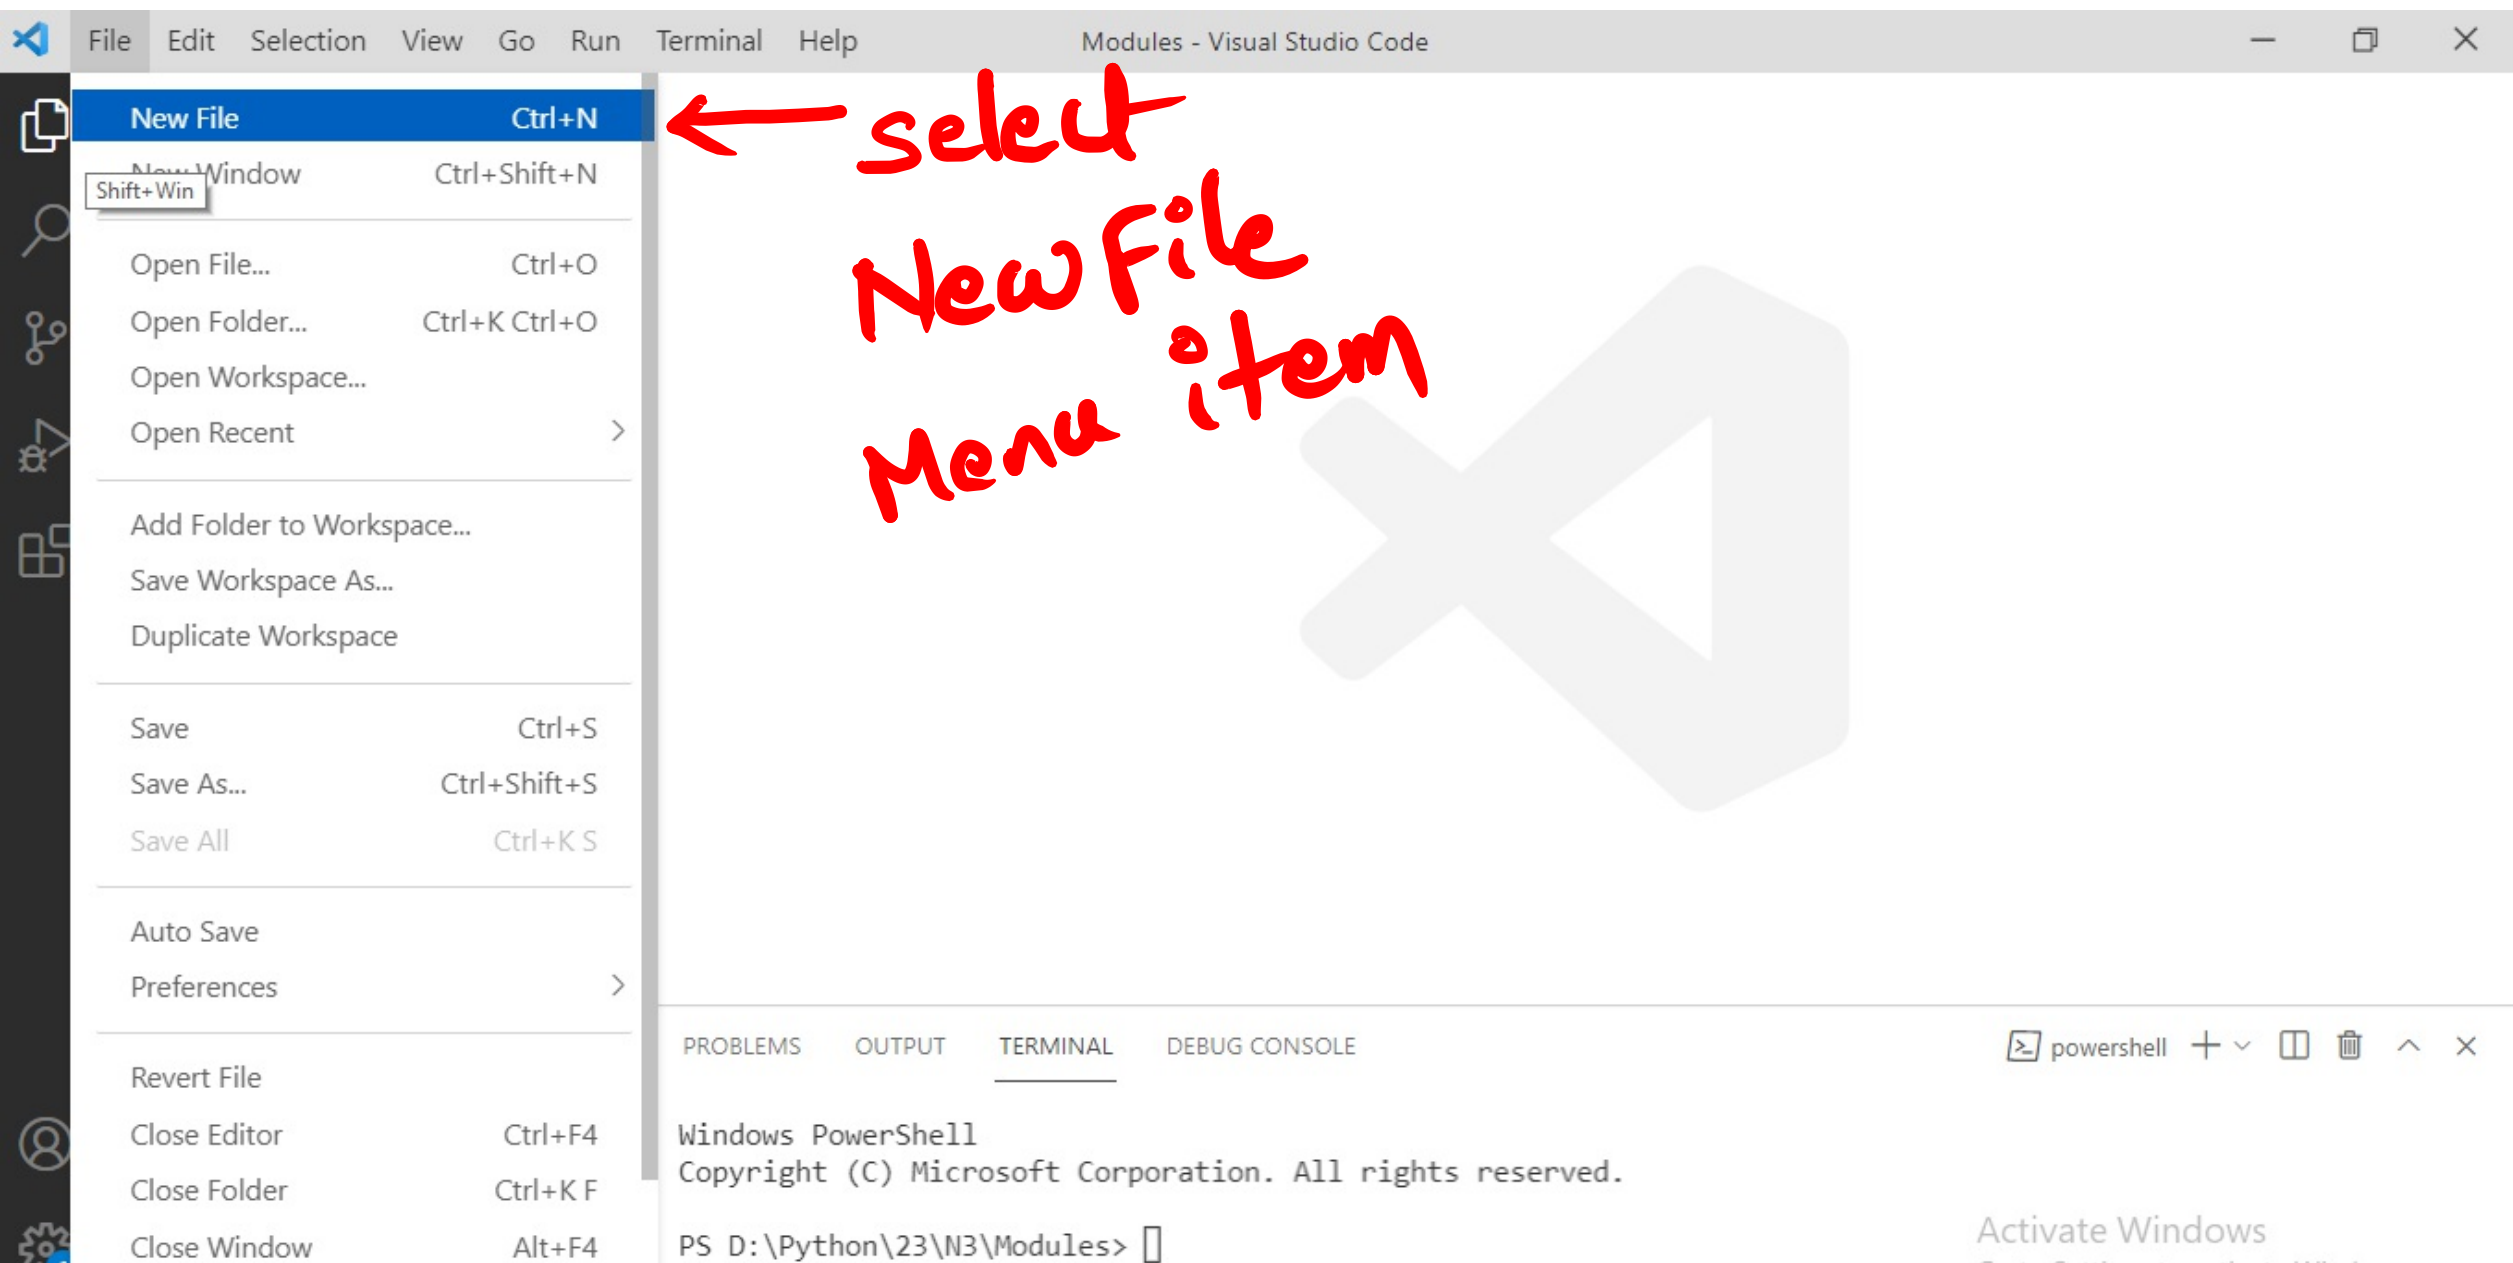 File Edit Selection View Go Run Terminal Help Modules - Visual Studio Code
New File Ctrl+N
Window Ctrl+Shift+N
Shift+Win
Open File... Ctrl+O
Open Folder... Ctrl+K Ctrl+O
Open Workspace...
Open Recent
Add Folder to Workspace...
Save Workspace As...
Duplicate Workspace
Save Ctrl+S
Save As... Ctrl+Shift+S
Save All Ctrl+K S
Auto Save
Preferences
Revert File
Close Editor Ctrl+F4
Close Folder Ctrl+K F
Close Window Alt+F4
select
New File
Menu item
PROBLEMS OUTPUT TERMINAL DEBUG CONSOLE powershell
Windows PowerShell
Copyright (C) Microsoft Corporation. All rights reserved.
PS D:\Python\23\N3\Modules>
Activate Windows